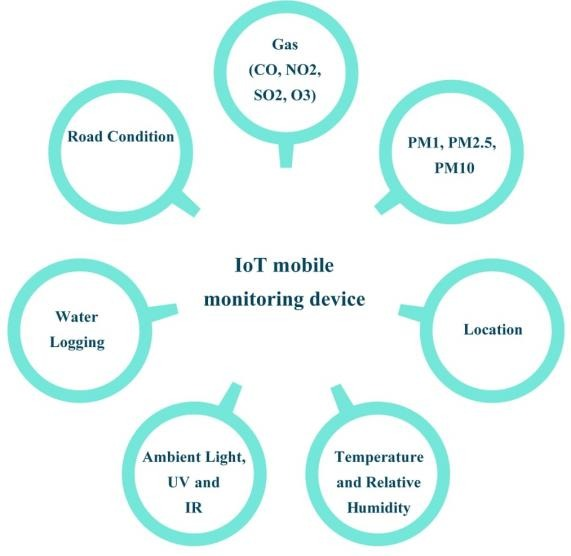 Gas
(CO, NO2,
SO2, O3)
Road Condition
PM1, PM2.5,
PM10
IoT mobile
monitoring device
Water
Logging
Location
Ambient Light,
UV and
IR
Temperature
and Relative
Humidity